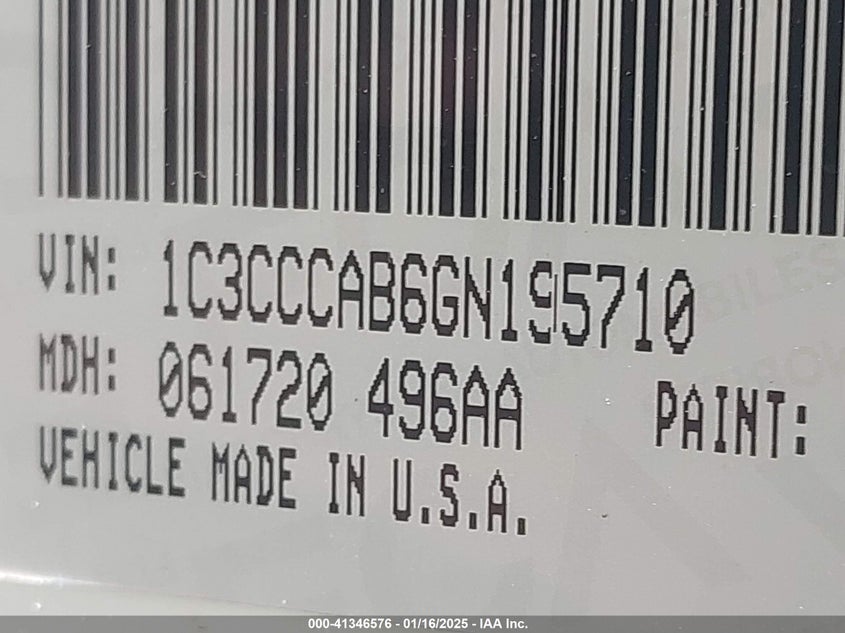 VIN: 1C3CCCAB6GN195710
MDH: 061720 496AA PAINT:
VEHICLE MADE IN U.S.A.
000-41346576 - 01/16/2025 - IAA Inc.